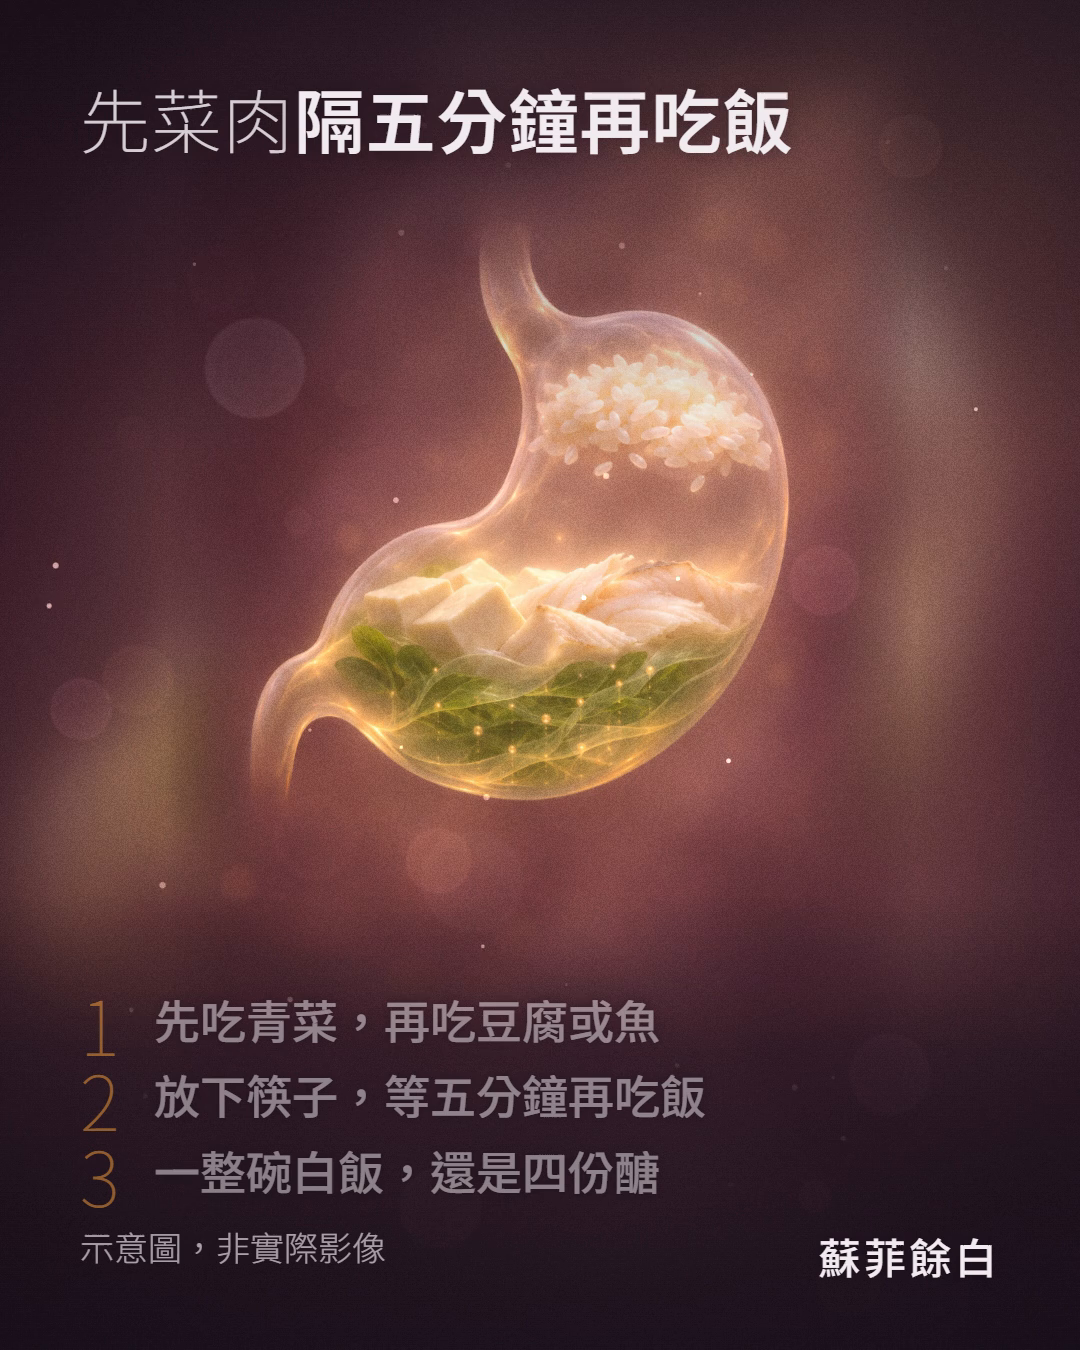 先菜肉隔五分鐘再吃飯
1 先吃青菜，再吃豆腐或魚
2 放下筷子，等五分鐘再吃飯
3 一整碗白飯，還是四份醣
示意圖，非實際影像
蘇菲餘白